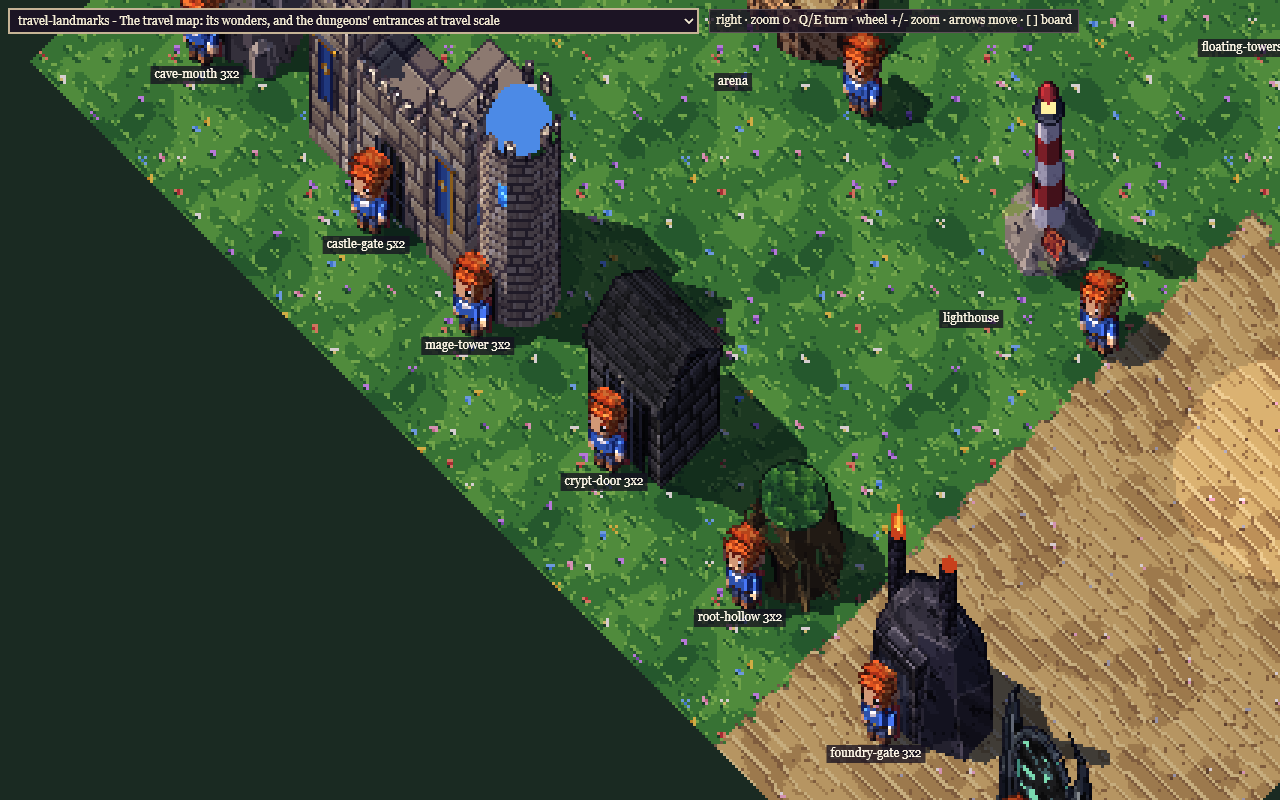 travel-landmarks - The travel map: its wonders, and the dungeons' entrances at travel scale
right · zoom 0 · Q/E turn · wheel +/- zoom · arrows move · [ ] board
floating-towers
cave-mouth 3x2
arena
castle-gate 5x2
lighthouse
mage-tower 3x2
crypt-door 3x2
root-hollow 3x2
foundry-gate 3x2